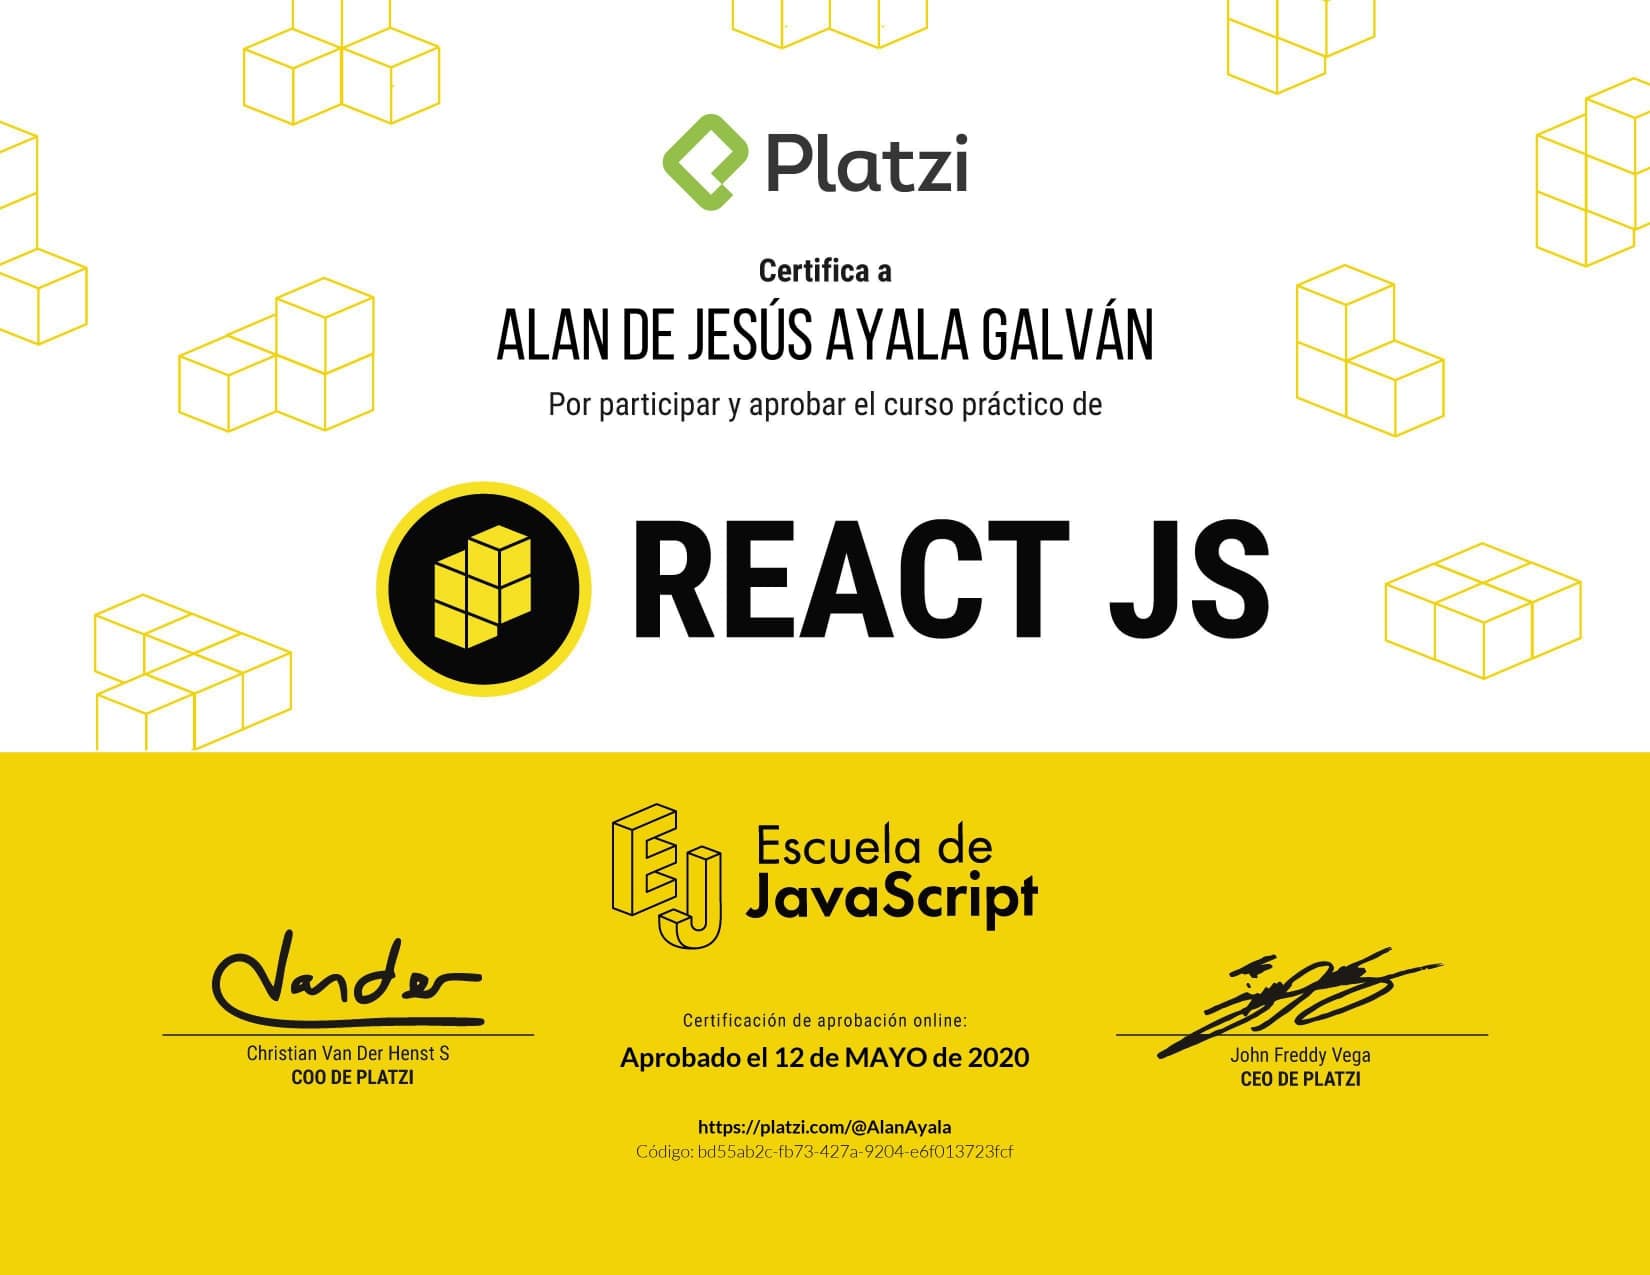 Platzi
Certifica a
ALAN DE JESÚS AYALA GALVÁN
Por participar y aprobar el curso práctico de
REACT JS
EJ
Escuela de
JavaScript
Vander
Christian Van Der Henst S
COO DE PLATZI
Certificación de aprobación online:
Aprobado el 12 de MAYO de 2020
John Freddy Vega
CEO DE PLATZI
https://platzi.com/@AlanAyala
Código: bd55ab2c-fb73-427a-9204-e6f013723fcf